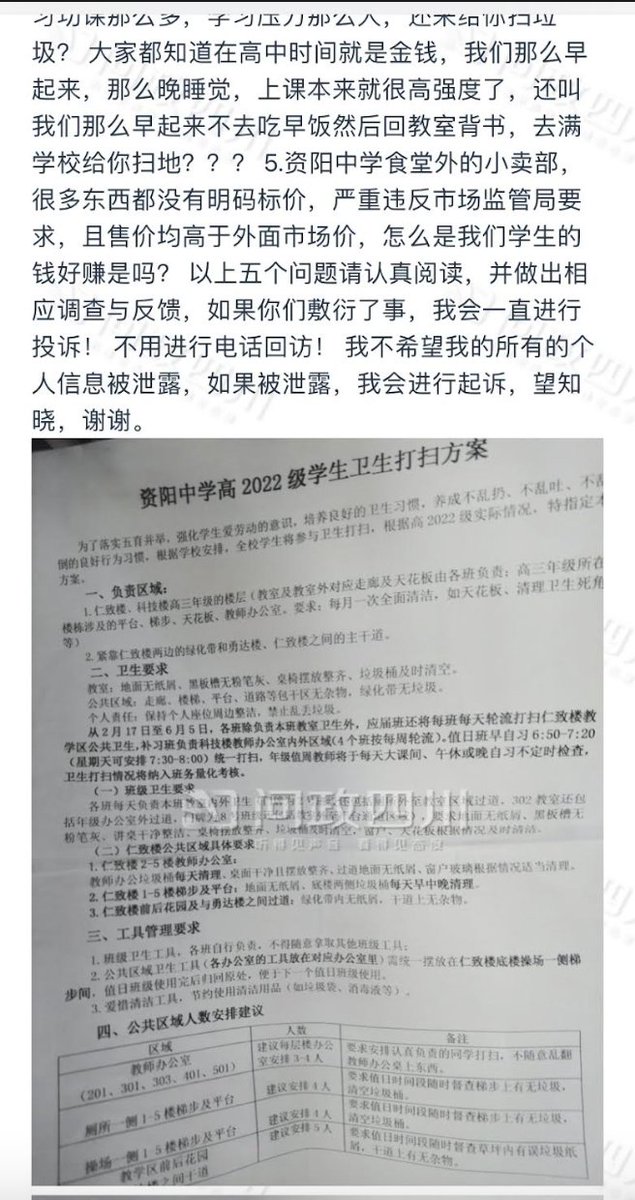 习功课那么多，学习压力那么大，还来给你扫垃
圾？ 大家都知道在高中时间就是金钱，我们那么早
起来，那么晚睡觉，上课本来就很高强度了，还叫
我们那么早起来不去吃早饭然后回教室背书，去满
学校给你扫地？？？ 5.资阳中学食堂外的小卖部，
很多东西都没有明码标价，严重违反市场监管局要
求，且售价均高于外面市场价，怎么是我们学生的
钱好赚是吗？ 以上五个问题请认真阅读，并做出相
应调查与反馈，如果你们敷衍了事，我会一直进行
投诉！ 不用进行电话回访！ 我不希望我的所有的个
人信息被泄露，如果被泄露，我会进行起诉，望知
晓，谢谢。
资阳中学高 2022 级学生卫生打扫方案
为了落实五育并举、强化学生爱劳动的意识，培养良好的卫生习惯，养成不乱扔、不乱吐、不乱
倒的良好行为习惯，根据学校安排，全校学生将参与卫生打扫，根据高 2022 级实际情况，特指定本
方案。
一、负责区域：
1.仁致楼、科技楼高三年级的楼层（教室及教室外对应走廊及天花板由各班负责；高三年级所在
楼栋涉及的平台、梯步、天花板、教师办公室。要求：每月一次全面清洁，如天花板、清理卫生死角
等）
2.紧靠仁致楼两边的绿化带和勇达楼、仁致楼之间的主干道。
二、卫生要求
教室：地面无纸屑、黑板槽无粉笔灰、桌椅摆放整齐、垃圾桶及时清空。
公共区域：走廊、楼梯、平台、道路等包干区无杂物，绿化带无垃圾。
个人责任：保持个人座位周边整洁，禁止乱丢垃圾。
从 2 月 17 日至 6 月 5 日，各班除负责本班教室卫生外，应届班还将每班每天轮流打扫仁致楼教
学区公共卫生，补习班负责科技楼教师办公室内外区域(4 个班按每周轮流)。值日班早自习 6:50-7:20
(星期天可安排 7:30-8:00) 统一打扫，年级值周教师将于每天大课间、午休或晚自习不定时检查，
卫生打扫情况将纳入班务量化考核。
（一）班级卫生要求
各班每天负责本班
区域过道，302 教室还包
括年级办公室外过道，
地面无纸屑、黑板槽无
粉笔灰、讲桌干净整洁、桌椅摆放整齐、垃圾桶及时清空，窗户、天花板根据情况及时清洁。
（二）仁致楼公共区域具体要求
1. 仁致楼 2-5 楼教师办公室：
教师办公垃圾桶每天清理，桌面干净且摆放整齐、过道地面无纸屑、窗户玻璃根据情况适当清理。
2. 仁致楼 1-5 楼梯步及平台：地面无纸屑、底楼两侧垃圾桶每天早中晚清理。
3. 仁致楼前后花园及与勇达楼之间过道：绿化带内无纸屑、干道上无杂物。
三、工具管理要求
1. 班级卫生工具，各班自行负责，不得随意拿取其他班级工具；
2. 公共区域卫生工具（各办公室的工具放在对应办公室里）需统一摆放在仁致楼底楼操场一侧梯
步间，值日班级使用完后归回原处，便于下一个值日班级使用。
3. 爱惜清洁工具，节约使用清洁用品（如垃圾袋、消毒液等）。
四、公共区域人数安排建议
区域 人数 备注
教师办公室 建议每层楼办公 要求安排认真负责的同学打扫，不随意乱翻
（201、301、303、401、501） 室安排 3-4 人 教师办公桌上东西。
厕所一侧 1-5 楼梯步及平台 建议安排 4 人 要求值日时间段随时督查梯步上有无垃圾，
清空垃圾桶。
操场一侧 1-5 楼梯步及平台 建议安排 4 人 要求值日时间段随时督查梯步上有无垃圾，
清空垃圾桶。
教学区前后花园 建议安排 5 人 要求值日时间段随时督查草坪内有误垃圾纸
楼之间干道 屑，干道上有无杂物。
问政四川